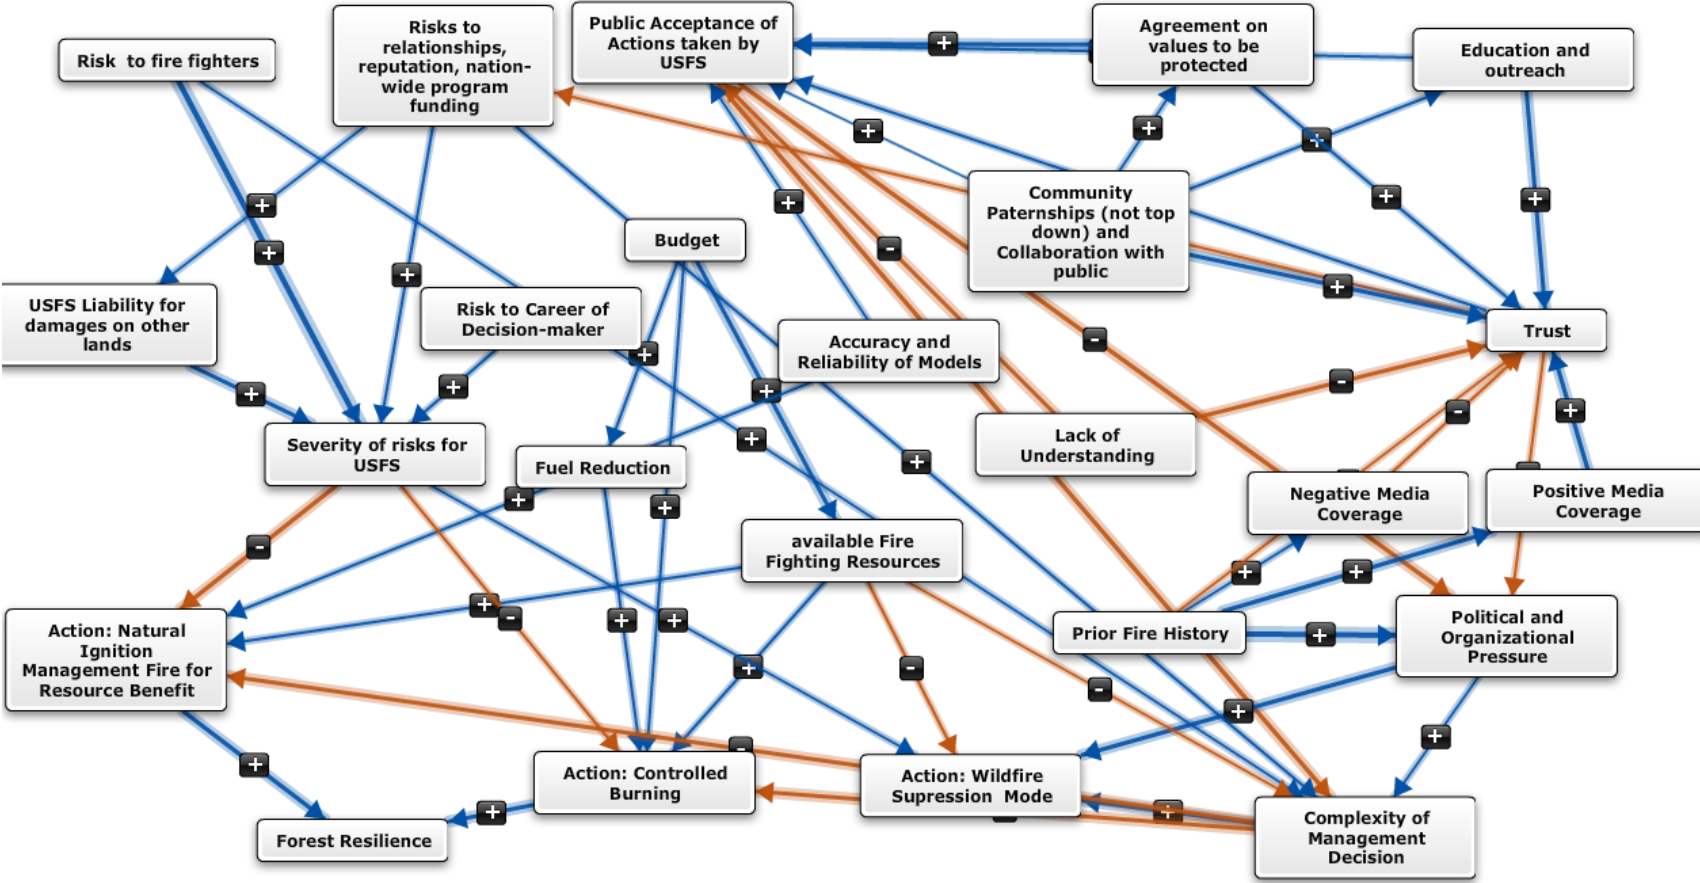 Risk to fire fighters
Risks to
relationships,
reputation, nation-
wide program
funding
Public Acceptance of
Actions taken by
USFS
Agreement on
values to be
protected
Education and
outreach
Community
Paternships (not top
down) and
Collaboration with
public
Budget
USFS Liability for
damages on other
lands
Risk to Career of
Decision-maker
Accuracy and
Reliability of Models
Trust
Lack of
Understanding
Severity of risks for
USFS
Fuel Reduction
Negative Media
Coverage
Positive Media
Coverage
available Fire
Fighting Resources
Action: Natural
Ignition
Management Fire for
Resource Benefit
Prior Fire History
Political and
Organizational
Pressure
Action: Controlled
Burning
Action: Wildfire
Supression Mode
Complexity of
Management
Decision
Forest Resilience